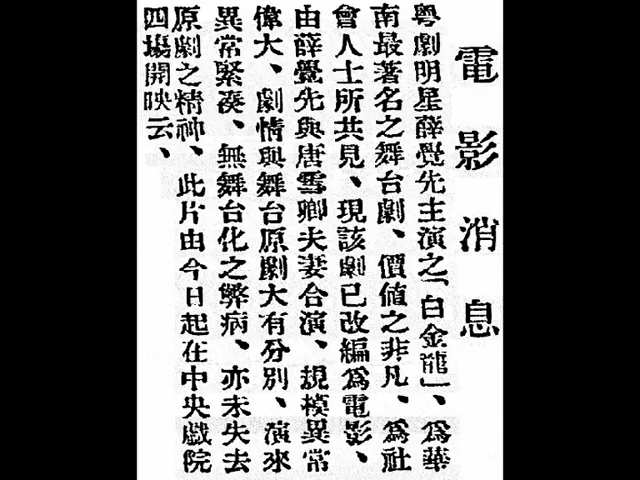 電影消息
粵劇明星薛覺先主演之「白金龍」、爲華
南最著名之舞台劇、價値之非凡、爲社
會人士所共見、現該劇已改編爲電影、
由薛覺先與唐雪卿夫妻合演、規模異常
偉大、劇情與舞台原劇大有分別、演來
異常緊凑、無舞台化之弊病、亦未失去
原劇之精神、此片由今日起在中央戲院
四場開映云、